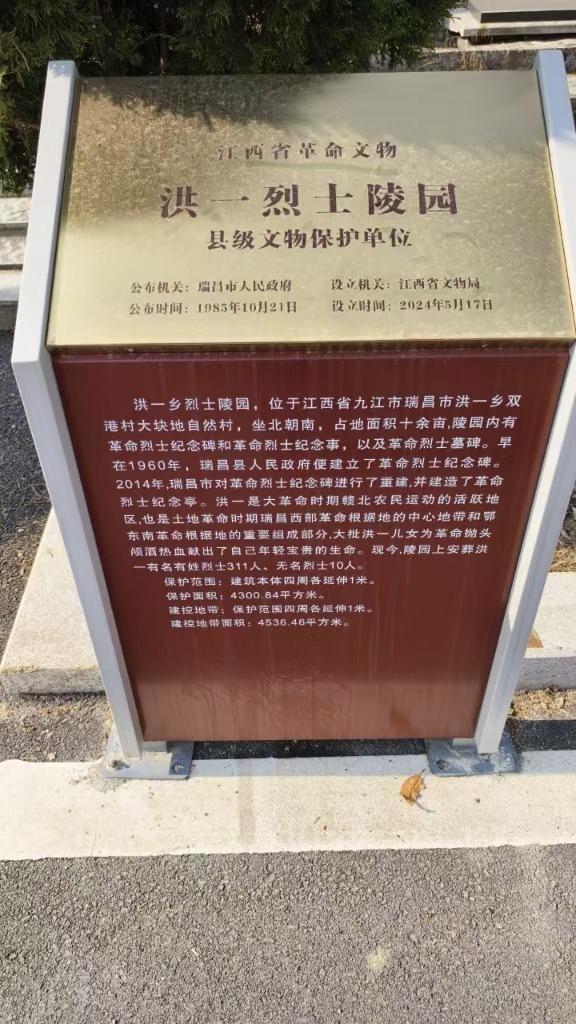 江西省革命文物
洪一烈士陵园
县级文物保护单位
公布机关：瑞昌市人民政府 设立机关：江西省文物局
公布时间：1985年10月21日 设立时间：2024年5月17日
洪一乡烈士陵园，位于江西省九江市瑞昌市洪一乡双
港村大块地自然村，坐北朝南，占地面积十余亩,陵园内有
革命烈士纪念碑和革命烈士纪念亭，以及革命烈士墓碑。早
在1960年，瑞昌县人民政府便建立了革命烈士纪念碑。
2014年,瑞昌市对革命烈士纪念碑进行了重建,并建造了革命
烈士纪念亭。洪一是大革命时期赣北农民运动的活跃地
区,也是土地革命时期瑞昌西部革命根据地的中心地带和鄂
东南革命根据地的重要组成部分,大批洪一儿女为革命抛头
倾洒热血献出了自己年轻宝贵的生命。现今,陵园上安葬洪
一有名有姓烈士311人、无名烈士10人。
保护范围：建筑本体四周各延伸1米。
保护面积：4300.84平方米。
建控地带：保护范围四周各延伸1米。
建控地带面积：4536.46平方米。